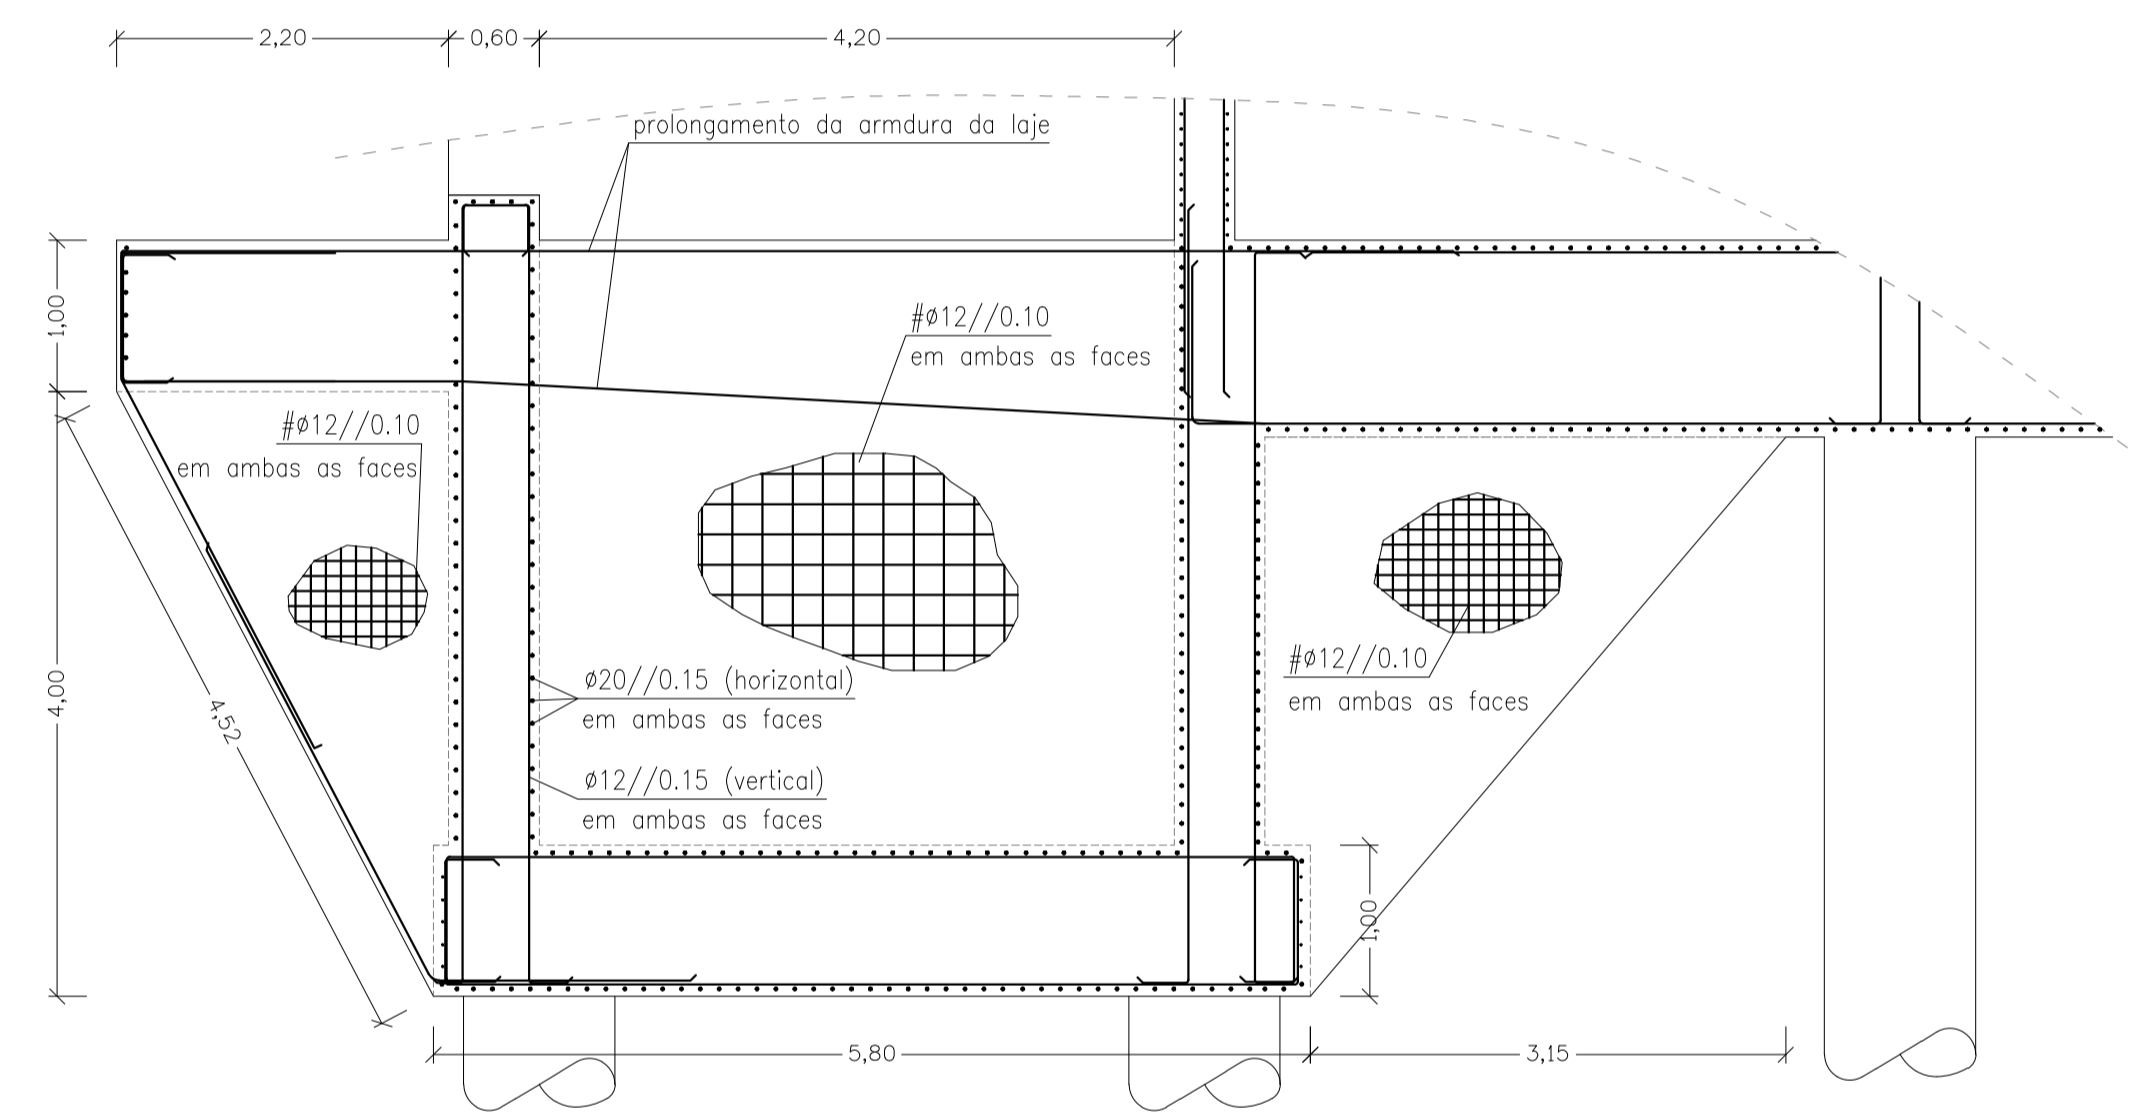 2,20
0,60
4,20
prolongamento da armdura da laje
1,00
#ø12//0.10
em ambas as faces
#ø12//0.10
em ambas as faces
#ø12//0.10
em ambas as faces
ø20//0.15 (horizontal)
em ambas as faces
ø12//0.15 (vertical)
em ambas as faces
4,00
4,52
1,00
5,80
3,15